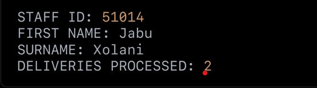 STAFF ID: 51014
FIRST NAME: Jabu
SURNAME: Xolani
DELIVERIES PROCESSED: 2